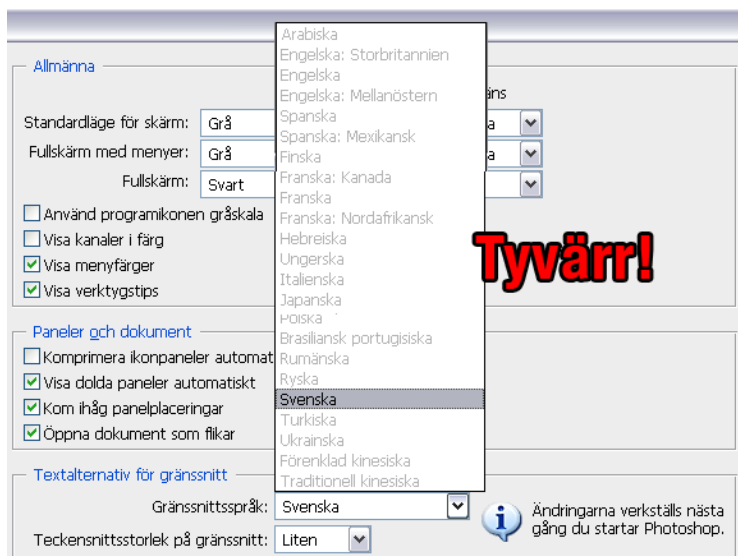 Allmänna
äns
Standardläge för skärm: Grå a
Fullskärm med menyer: Grå a
Fullskärm: Svart
Använd programikonen gråskala
Visa kanaler i färg
Visa menyfärger
Visa verktygstips
Paneler och dokument
Komprimera ikonpaneler automat
Visa dolda paneler automatiskt
Kom ihåg panelplaceringar
Öppna dokument som flikar
Textalternativ för gränssnitt
Gränssnittsspråk: Svenska
Teckensnittsstorlek på gränssnitt: Liten
Ändringarna verkställs nästa
gång du startar Photoshop.
Arabiska
Engelska: Storbritannien
Engelska
Engelska: Mellanöstern
Spanska
Spanska: Mexikansk
Finska
Franska: Kanada
Franska
Franska: Nordafrikansk
Hebreiska
Ungerska
Italienska
Japanska
Polska
Brasiliansk portugisiska
Rumänska
Ryska
Svenska
Turkiska
Ukrainska
Förenklad kinesiska
Traditionell kinesiska
Tyvärr!